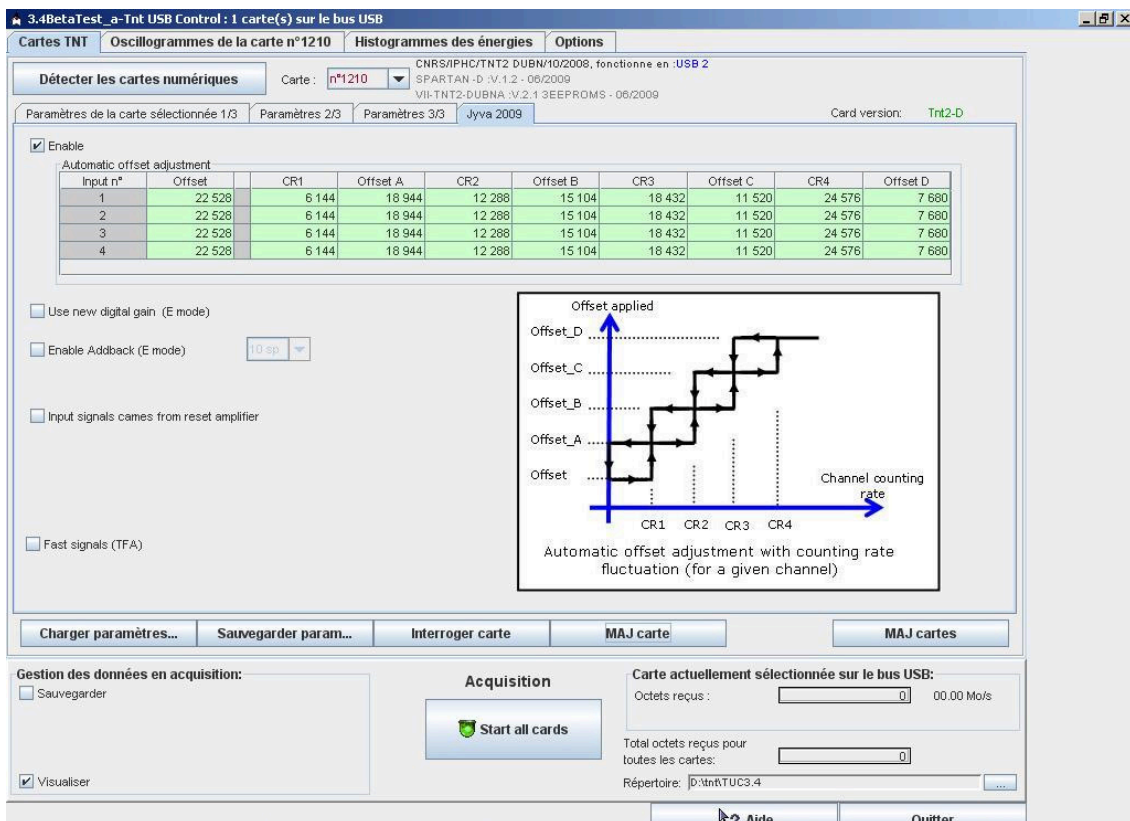 3.4BetaTest_a-Tnt USB Control : 1 carte(s) sur le bus USB
Cartes TNT Oscillogrammes de la carte n°1210 Histogrammes des énergies Options
CNRS/IPHC/TNT2 DUBN/10/2008, fonctionne en :USB 2
Détecter les cartes numériques Carte : n°1210 SPARTAN -D :V.1.2 - 06/2009
VII-TNT2-DUBNA :V.2.1 3EEPROMS - 06/2009
Paramètres de la carte sélectionnée 1/3 Paramètres 2/3 Paramètres 3/3 Jyva 2009 Card version: Tnt2-D
Enable
Automatic offset adjustment
Input n° Offset CR1 Offset A CR2 Offset B CR3 Offset C CR4 Offset D
1 22 528 6 144 18 944 12 288 15 104 18 432 11 520 24 576 7 680
2 22 528 6 144 18 944 12 288 15 104 18 432 11 520 24 576 7 680
3 22 528 6 144 18 944 12 288 15 104 18 432 11 520 24 576 7 680
4 22 528 6 144 18 944 12 288 15 104 18 432 11 520 24 576 7 680
Use new digital gain (E mode)
Enable Addback (E mode) 10 sp
Input signals cames from reset amplifier
Fast signals (TFA)
Offset applied
Offset_D
Offset_C
Offset_B
Offset_A
Offset
Channel counting
rate
CR1 CR2 CR3 CR4
Automatic offset adjustment with counting rate
fluctuation (for a given channel)
Charger paramètres... Sauvegarder param... Interroger carte MAJ carte MAJ cartes
Gestion des données en acquisition:
Sauvegarder
Visualiser
Acquisition
Start all cards
Carte actuellement sélectionnée sur le bus USB:
Octets reçus : 0 00.00 Mo/s
Total octets reçus pour
toutes les cartes: 0
Répertoire: D:\tnt\TUC3.4 ...
Aide Quitter